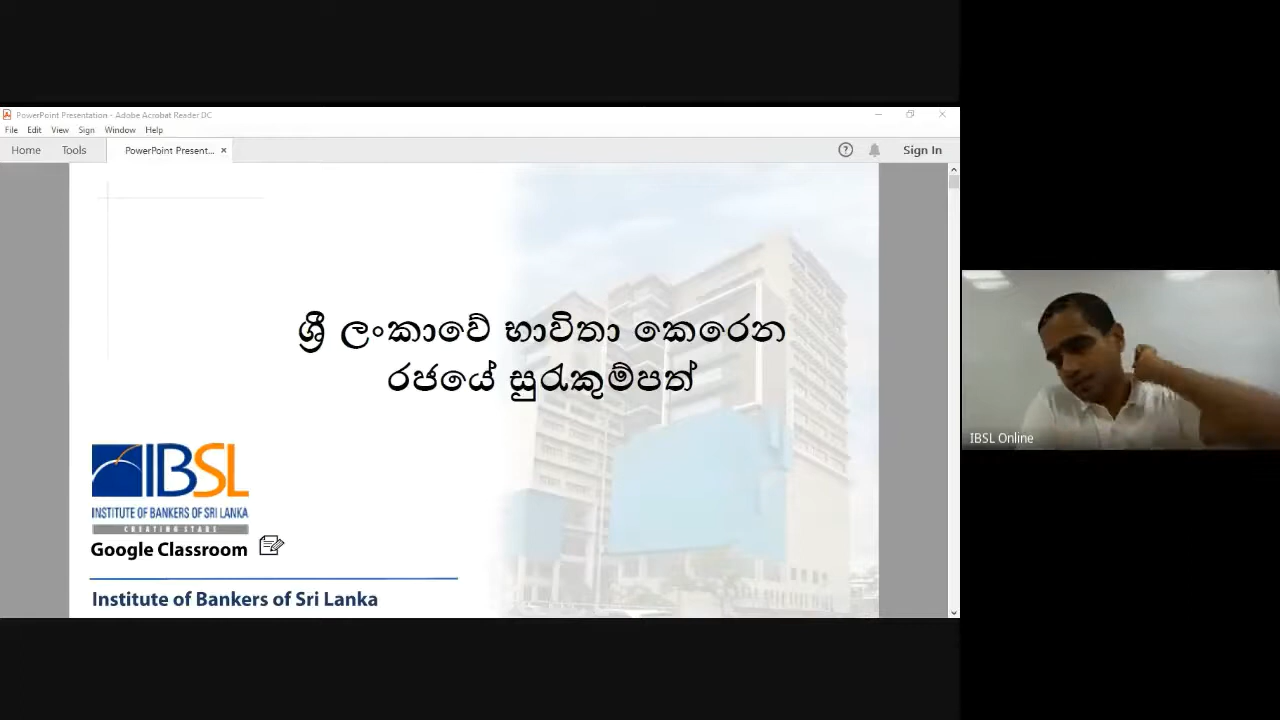 PowerPoint Presentation - Adobe Acrobat Reader DC
File Edit View Sign Window Help
Home Tools PowerPoint Present... × Sign In
ශ්‍රී ලංකාවේ භාවිතා කෙරෙන
රජයේ සුරැකුම්පත්
IBSL
INSTITUTE OF BANKERS OF SRI LANKA
CREATING STARS
Google Classroom
Institute of Bankers of Sri Lanka
IBSL Online